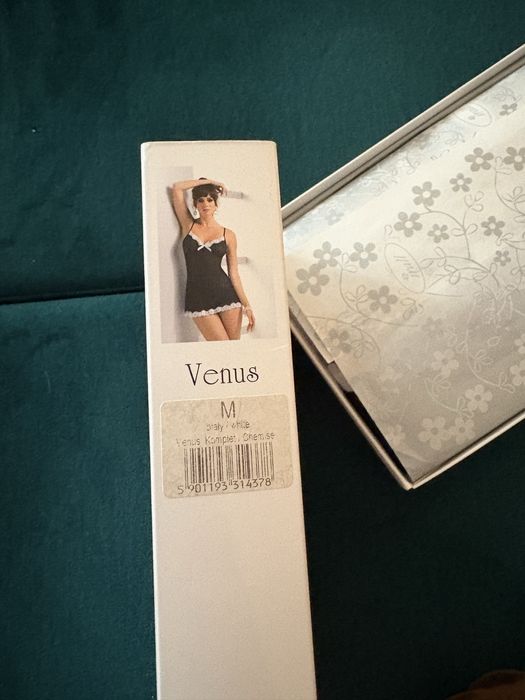 Venus
M
biały / white
Venus Komplet / Chemise
5 901193 314378